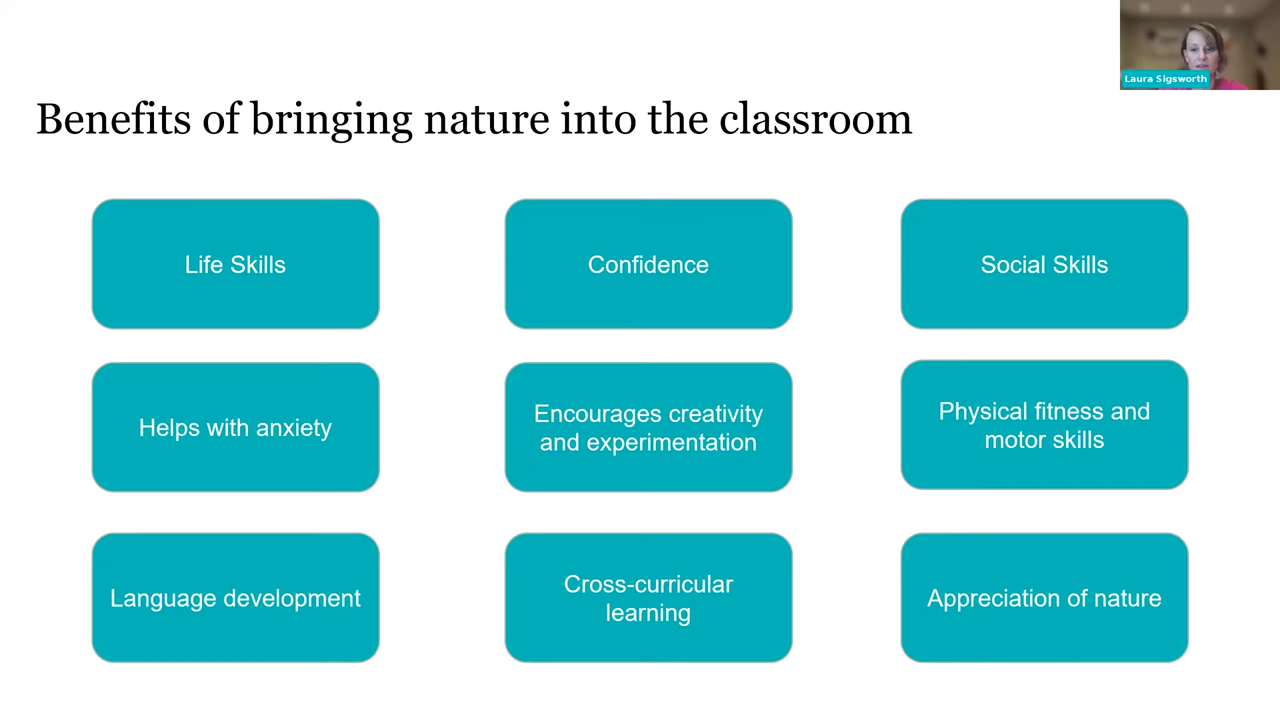 Laura Sigsworth
Benefits of bringing nature into the classroom
Life Skills
Confidence
Social Skills
Helps with anxiety
Encourages creativity
and experimentation
Physical fitness and
motor skills
Language development
Cross-curricular
learning
Appreciation of nature